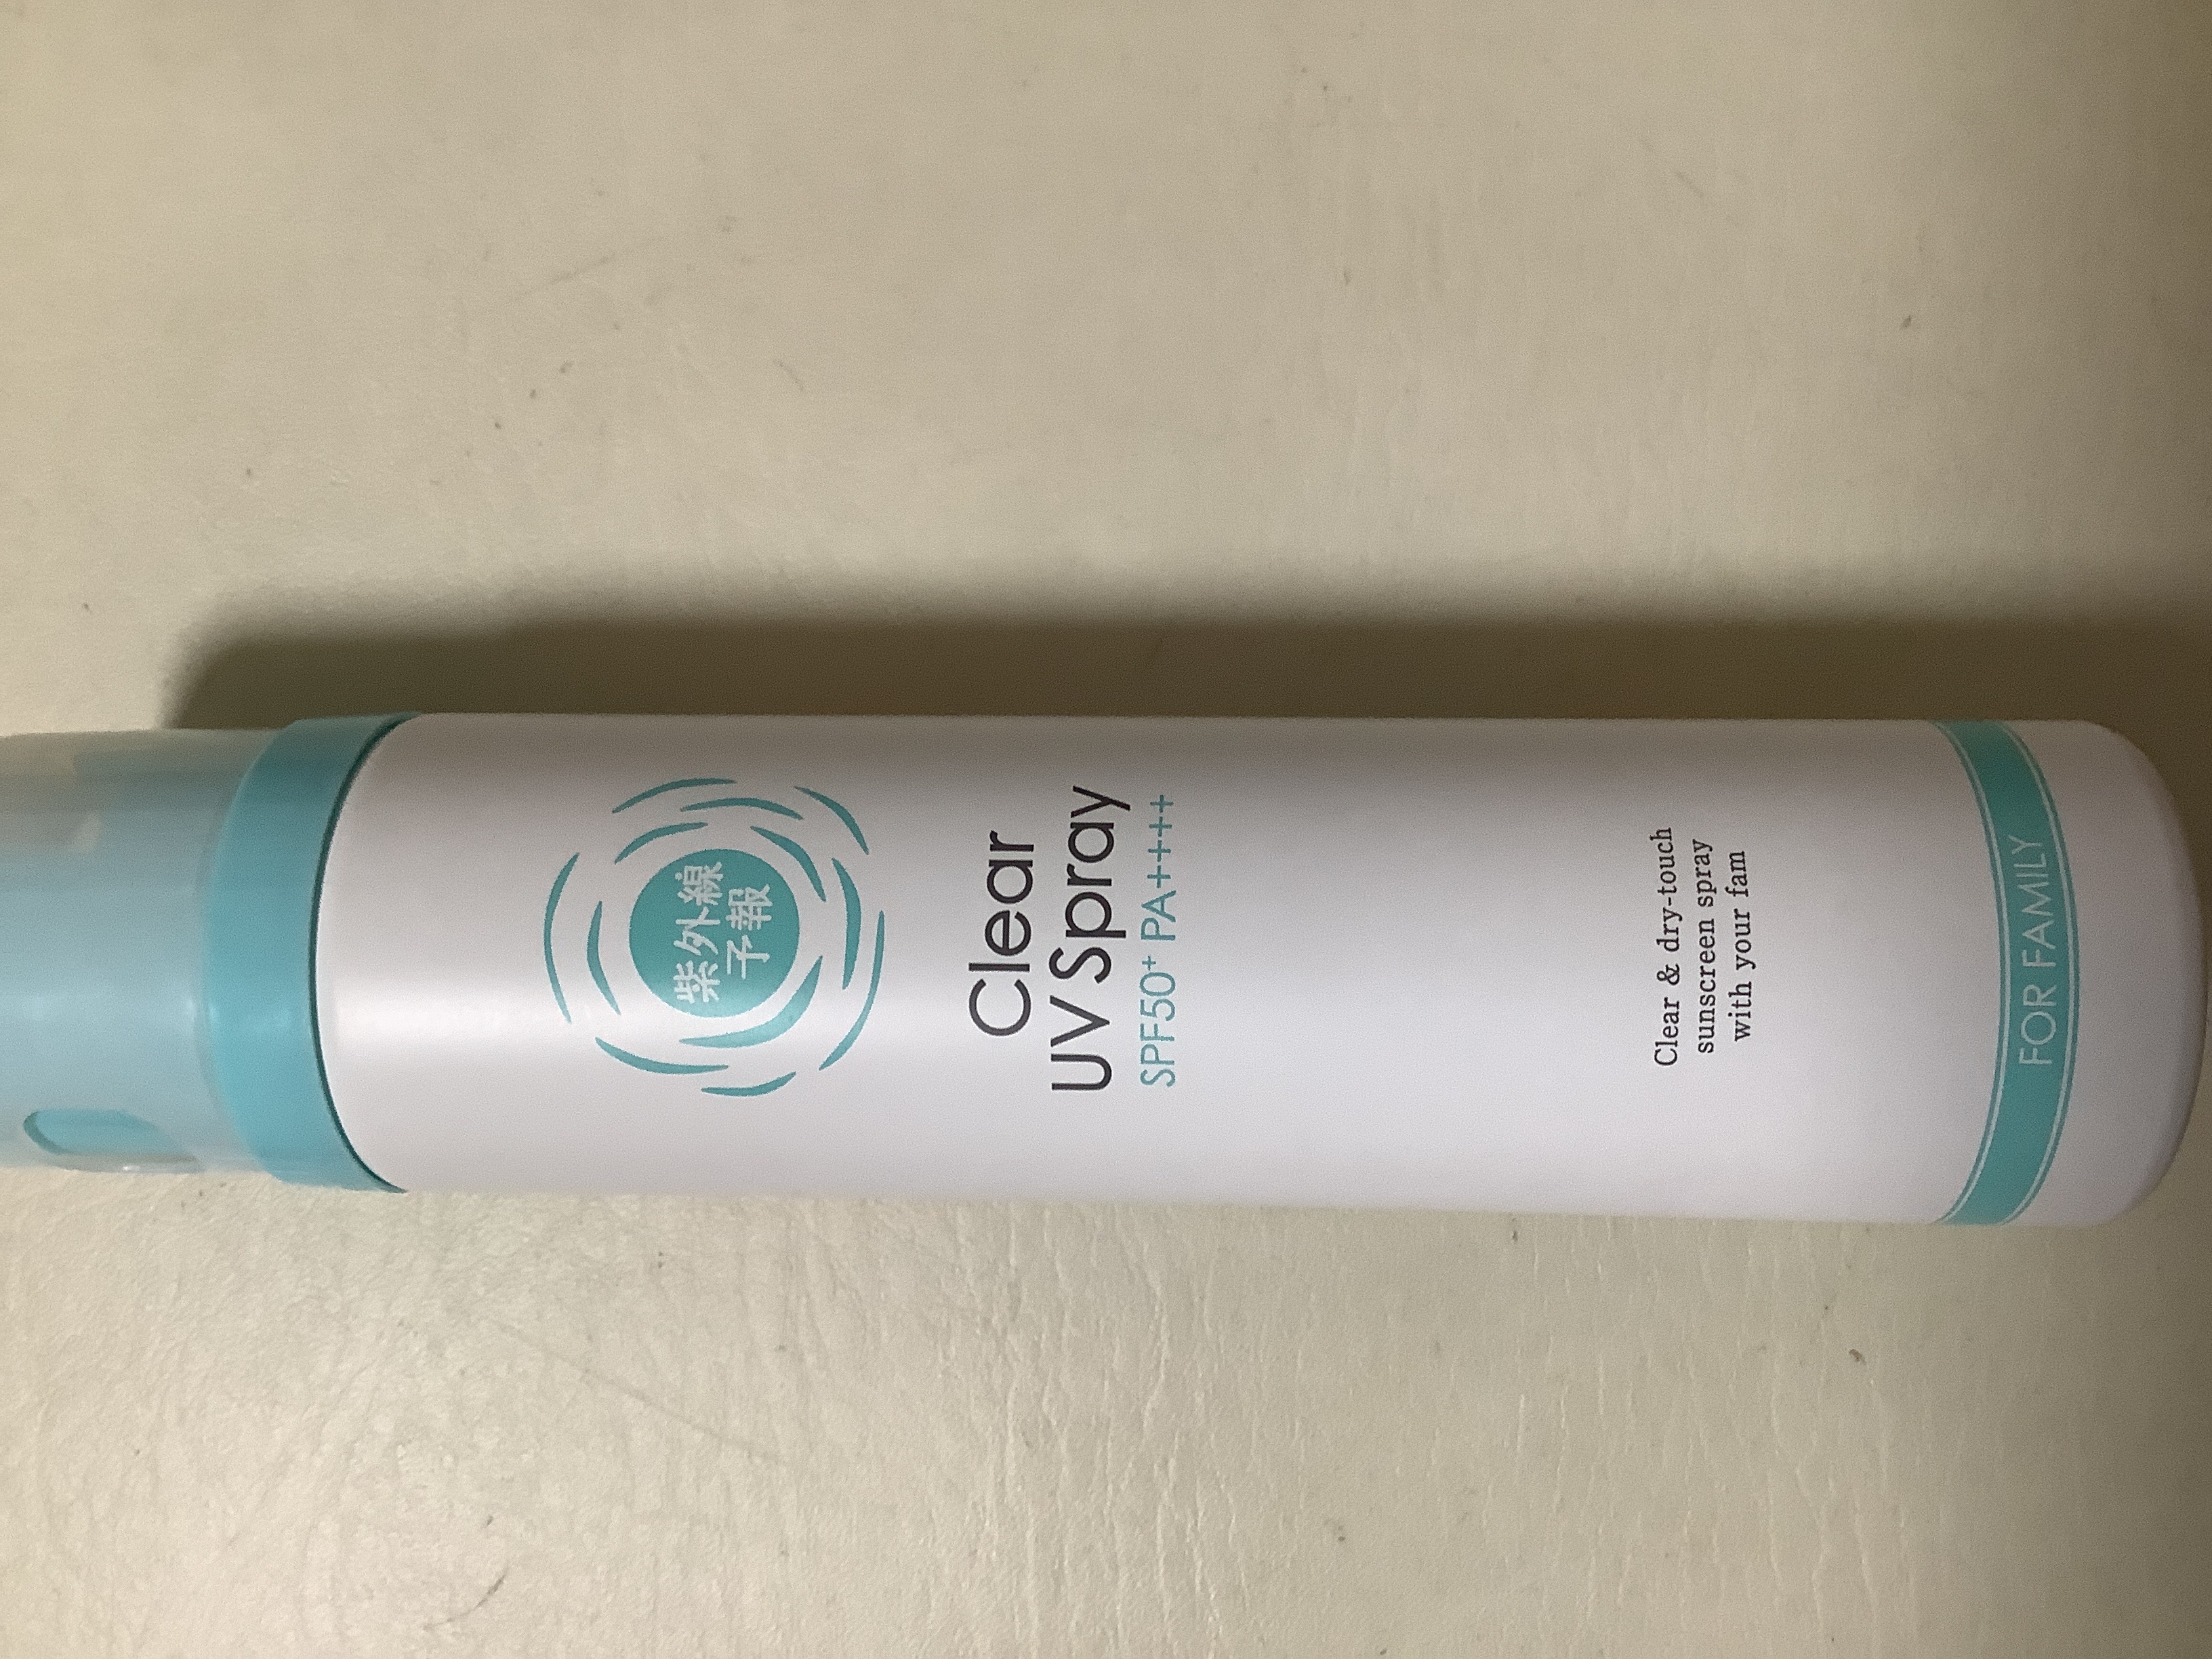 紫外線
予報
Clear
UV Spray
SPF50+ PA++++
Clear & dry-touch
sunscreen spray
with your fam
FOR FAMILY